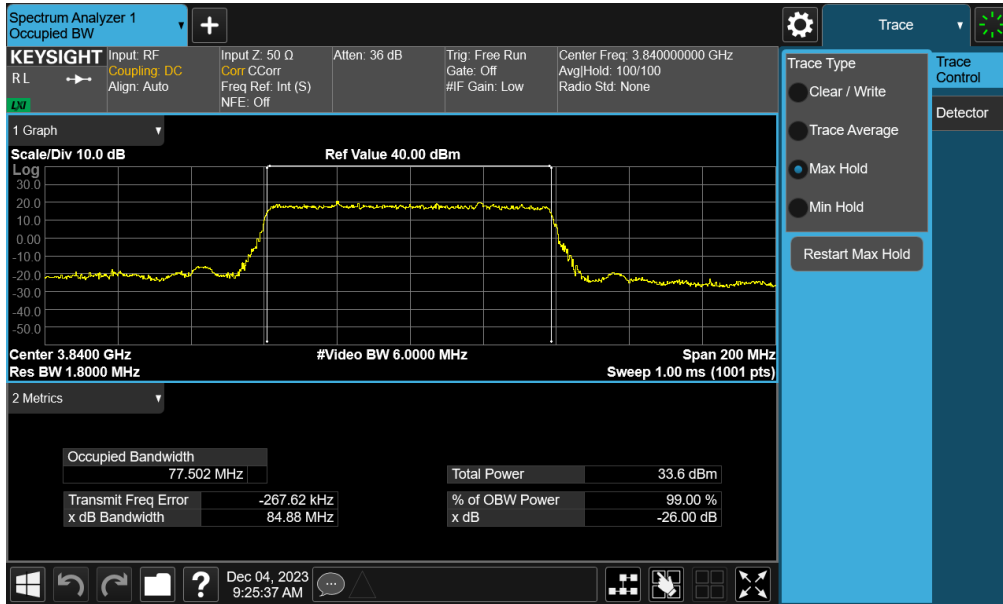 Spectrum Analyzer 1
Occupied BW
Trace
KEYSIGHT
R L
LXI
Input: RF
Coupling: DC
Align: Auto
Input Z: 50 Ω
Corr CCorr
Freq Ref: Int (S)
NFE: Off
Atten: 36 dB
Trig: Free Run
Gate: Off
#IF Gain: Low
Center Freq: 3.840000000 GHz
Avg|Hold: 100/100
Radio Std: None
1 Graph
Scale/Div 10.0 dB
Ref Value 40.00 dBm
Log
30.0
20.0
10.0
0.00
-10.0
-20.0
-30.0
-40.0
-50.0
Center 3.8400 GHz
#Video BW 6.0000 MHz
Span 200 MHz
Res BW 1.8000 MHz
Sweep 1.00 ms (1001 pts)
2 Metrics
Occupied Bandwidth
77.502 MHz
Total Power 33.6 dBm
Transmit Freq Error -267.62 kHz
% of OBW Power 99.00 %
x dB Bandwidth 84.88 MHz
x dB -26.00 dB
Trace Type
Clear / Write
Trace Average
Max Hold
Min Hold
Restart Max Hold
Trace
Control
Detector
?
Dec 04, 2023
9:25:37 AM